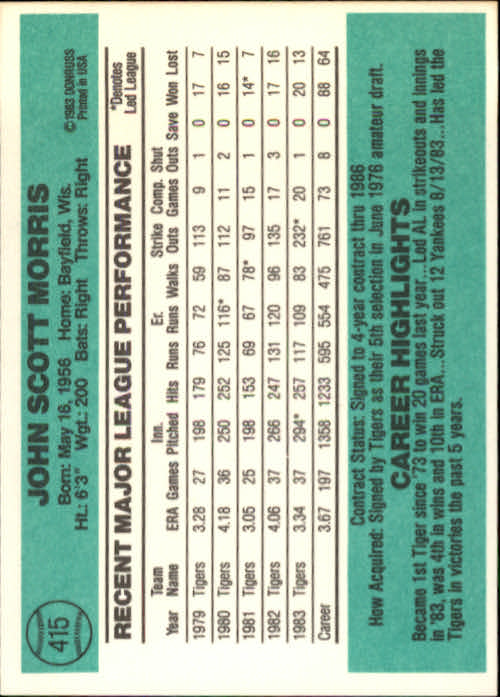 415
JOHN SCOTT MORRIS
Born: May 16, 1956 Home: Bayfield, Wis.
Ht.: 6'3" Wgt.: 200 Bats: Right Throws: Right
© 1983 DONRUSS
Printed in USA
RECENT MAJOR LEAGUE PERFORMANCE
*Denotes
Led League
Team Inn. Er. Strike Comp. Shut
Year Name ERA Games Pitched Hits Runs Runs Walks Outs Games Outs Save Won Lost
1979 Tigers 3.28 27 198 179 76 72 59 113 9 1 0 17 7
1980 Tigers 4.18 36 250 252 125 116* 87 112 11 2 0 16 15
1981 Tigers 3.05 25 198 153 69 67 78* 97 15 1 0 14* 7
1982 Tigers 4.06 37 266 247 131 120 96 135 17 3 0 17 16
1983 Tigers 3.34 37 294* 257 117 109 83 232* 20 1 0 20 13
Career 3.67 197 1358 1233 595 554 475 761 73 8 0 88 64
Contract Status: Signed to 4-year contract thru 1986
How Acquired: Signed by Tigers as their 5th selection in June 1976 amateur draft.
CAREER HIGHLIGHTS
Became 1st Tiger since '73 to win 20 games last year... Led AL in strikeouts and innings
in '83, was 4th in wins and 10th in ERA... Struck out 12 Yankees 8/13/83... Has led the
Tigers in victories the past 5 years.